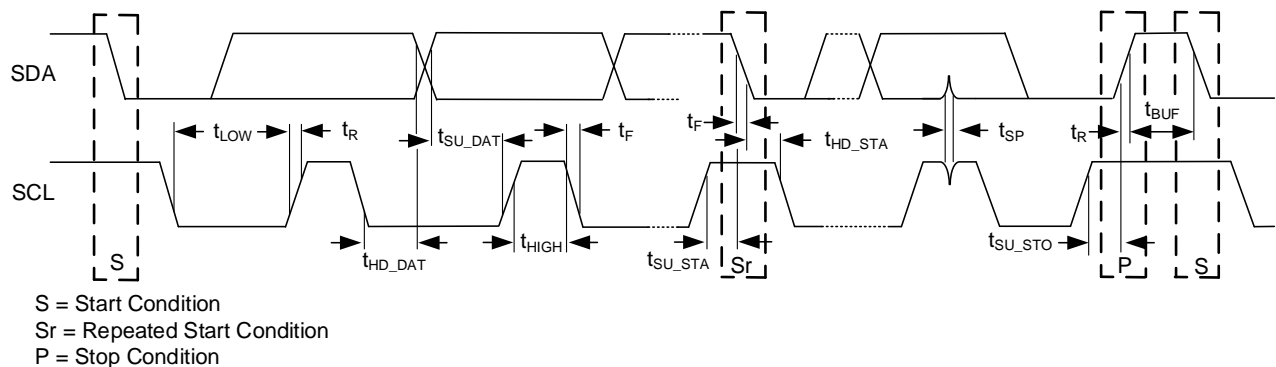 SDA
tLOW
tR
tSU_DAT
tF
tF
tHD_STA
tSP
tR
tBUF
SCL
tHD_DAT
tHIGH
tSU_STA
tSU_STO
S
Sr
P
S
S = Start Condition
Sr = Repeated Start Condition
P = Stop Condition